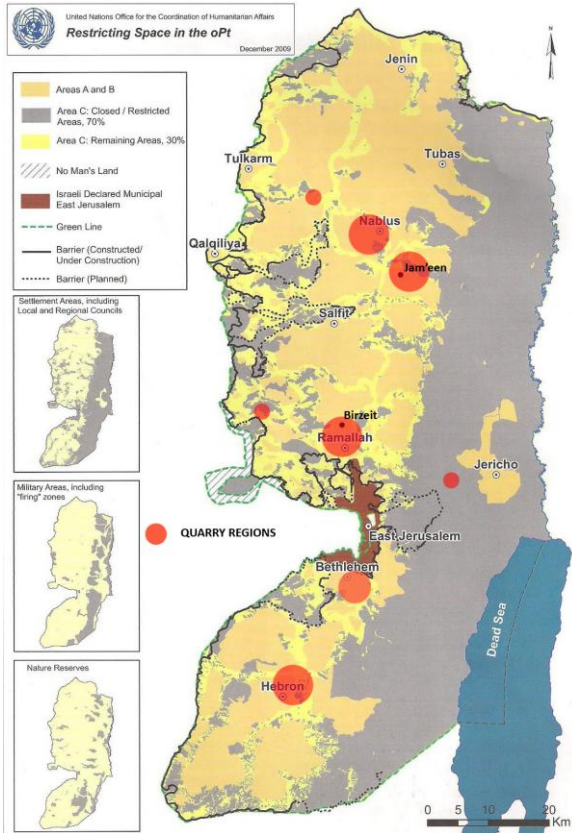 United Nations Office for the Coordination of Humanitarian Affairs
Restricting Space in the oPt
December 2009
Areas A and B
Area C: Closed / Restricted
Areas, 70%
Area C: Remaining Areas, 30%
No Man's Land
Israeli Declared Municipal
East Jerusalem
Green Line
Barrier (Constructed/
Under Construction)
Barrier (Planned)
Settlement Areas, including
Local and Regional Councils
Military Areas, including
"firing" zones
Nature Reserves
QUARRY REGIONS
N
Jenin
Tulkarm
Tubas
Nablus
Qalqiliya
Jam'een
Salfit
Birzeit
Ramallah
Jericho
East Jerusalem
Bethlehem
Dead Sea
Hebron
0 5 10 20
Km